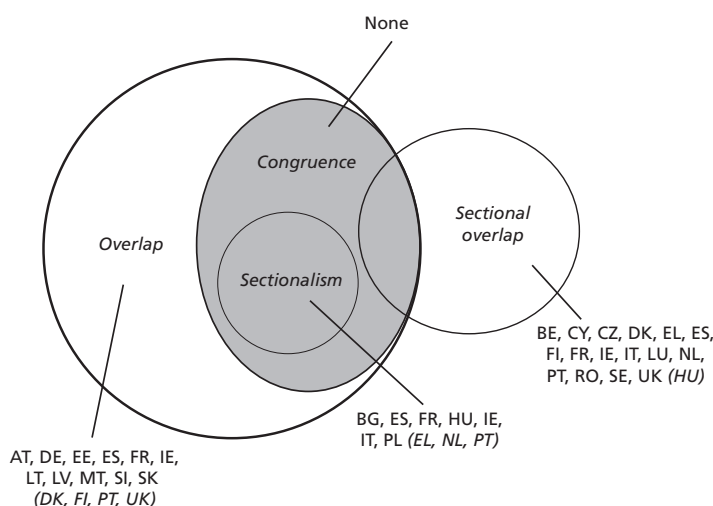 None
Congruence
Sectional
overlap
Overlap
Sectionalism
BE, CY, CZ, DK, EL, ES,
FI, FR, IE, IT, LU, NL,
PT, RO, SE, UK (HU)
BG, ES, FR, HU, IE,
IT, PL (EL, NL, PT)
AT, DE, EE, ES, FR, IE,
LT, LV, MT, SI, SK
(DK, FI, PT, UK)